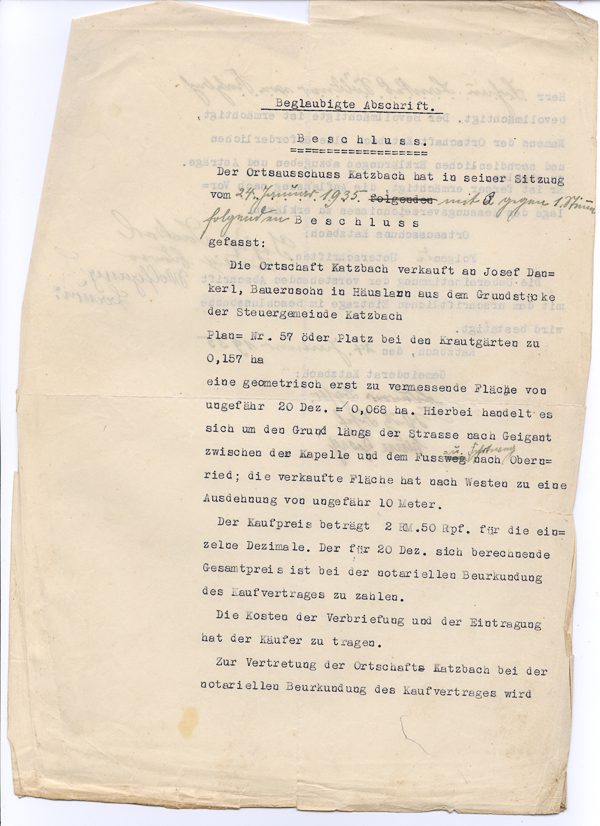 Beglaubigte Abschrift.
Beschluss.
Der Ortsausschuss Katzbach hat in seiner Sitzung
vom 24. Januar 1935. folgenden mit 3 gegen 1 Stimme
folgenden Beschluss
gefasst:
Die Ortschaft Katzbach verkauft an Josef Dan=
kerl, Bauernsohn in Häuslarn aus dem Grundstücke
der Steuergemeinde Katzbach
Plan= Nr. 57 öder Platz bei den Krautgärten zu
0,157 ha
eine geometrisch erst zu vermessende Fläche von
ungefähr 20 Dez. = 0,068 ha. Hierbei handelt es
sich um den Grund längs der Strasse nach Geigant
zwischen der Kapelle und dem Fussweg nach Obern=
ried; die verkaufte Fläche hat nach Westen zu eine
Ausdehnung von ungefähr 10 Meter.
Der Kaufpreis beträgt 2 RM.50 Rpf. für die ein=
zelne Dezimale. Der für 20 Dez. sich berechnende
Gesamtpreis ist bei der notariellen Beurkundung
des Kaufvertrages zu zahlen.
Die Kosten der Verbriefung und der Eintragung
hat der Käufer zu tragen.
Zur Vertretung der Ortschaft Katzbach bei der
notariellen Beurkundung des Kaufvertrages wird